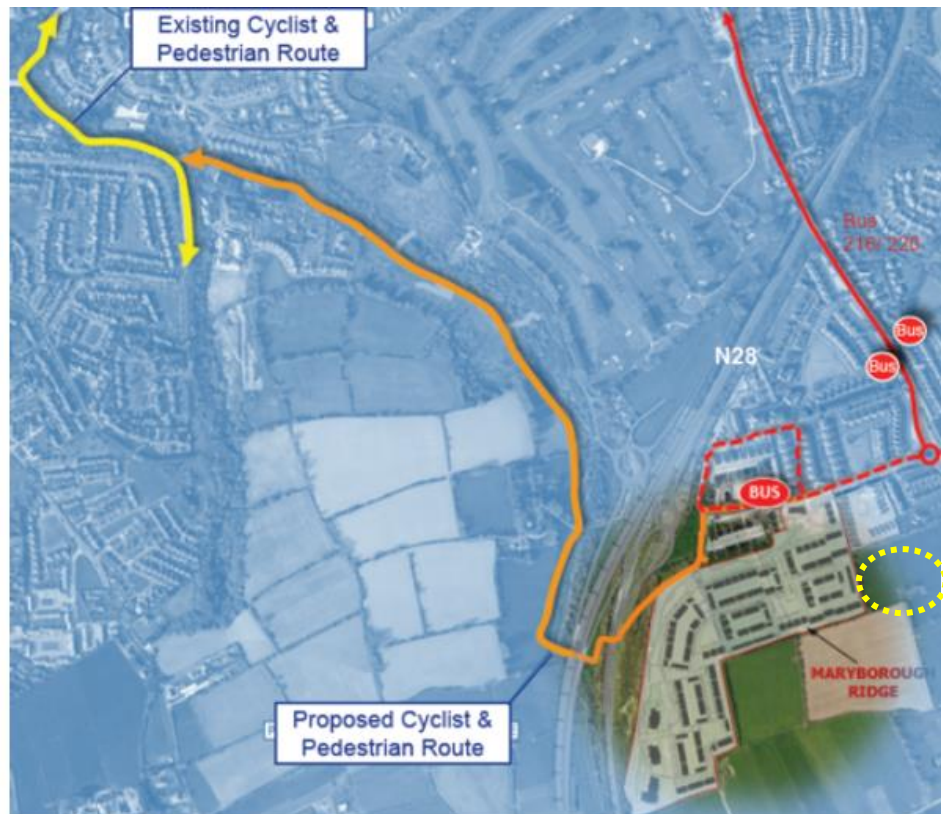 Existing Cyclist &
Pedestrian Route
Bus
216/ 220
Bus
Bus
N28
BUS
MARYBOROUGH
RIDGE
Proposed Cyclist &
Pedestrian Route